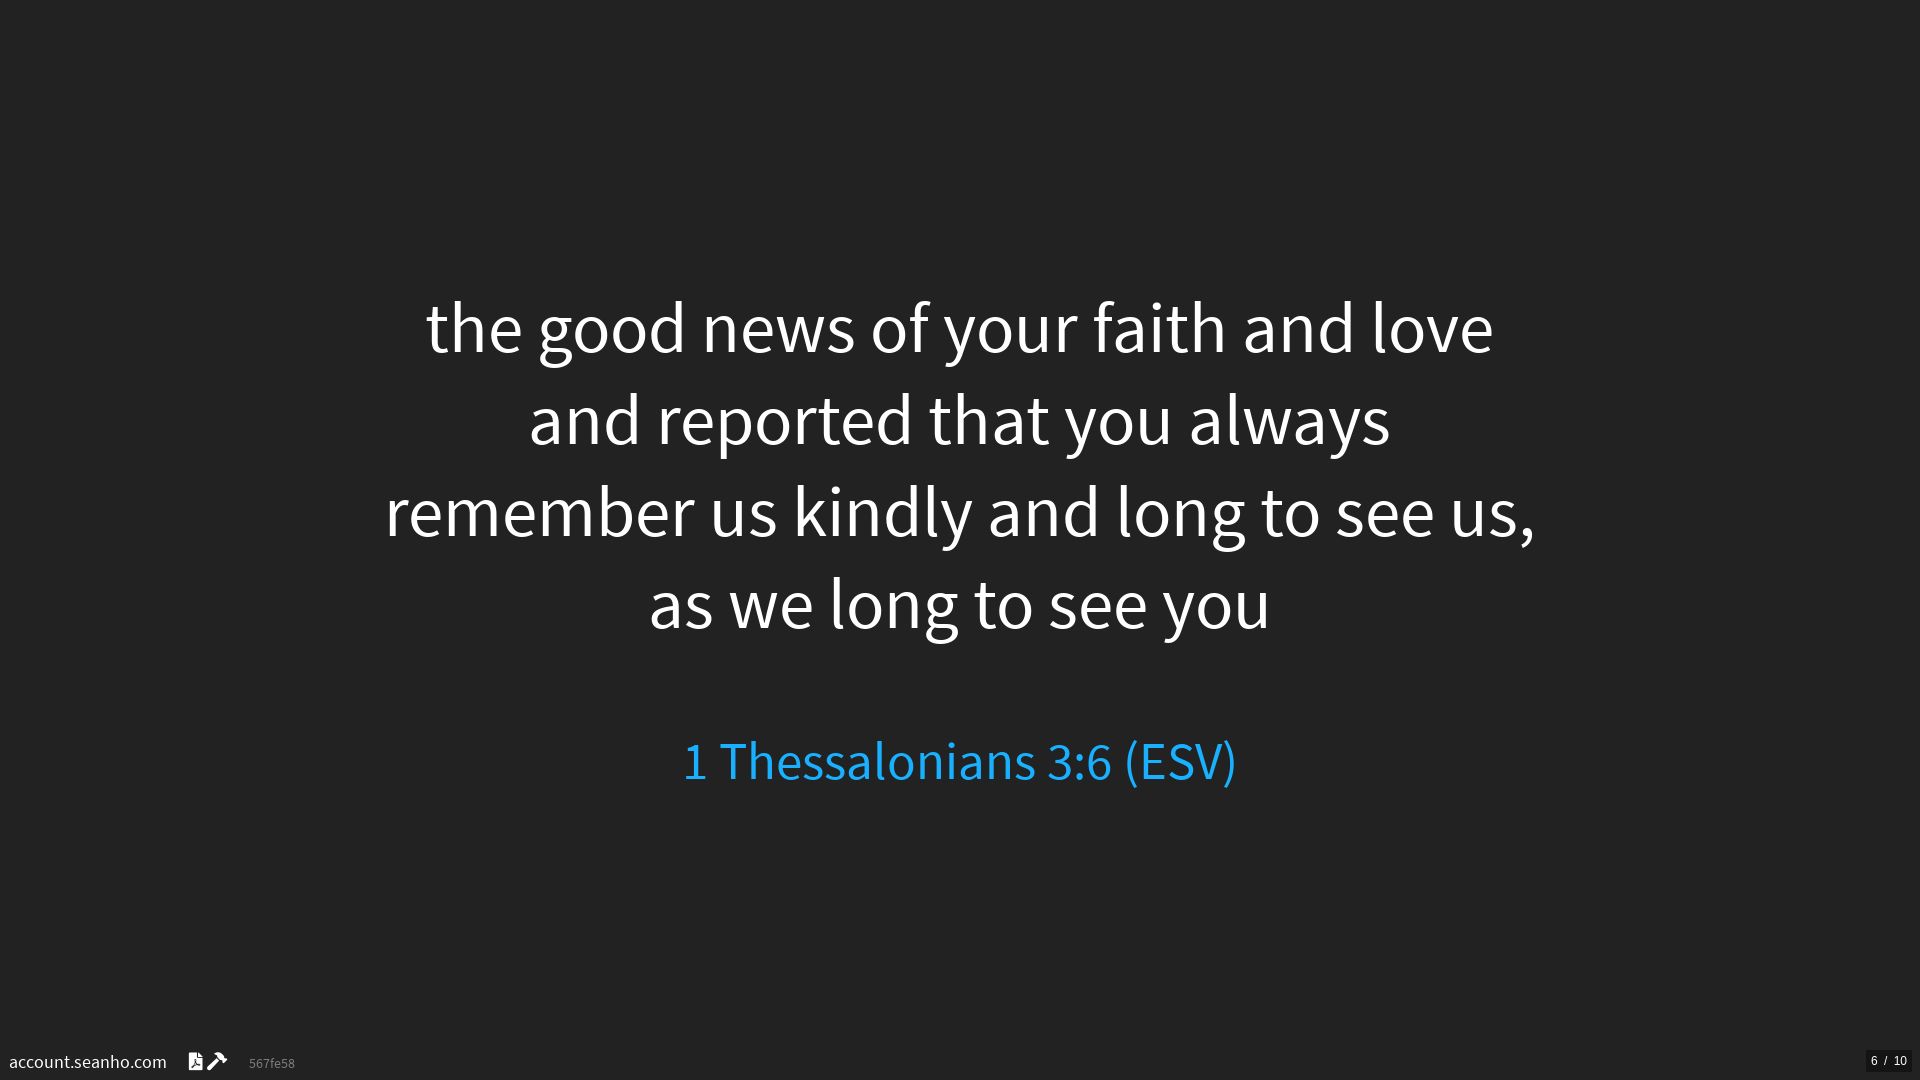 the good news of your faith and love
and reported that you always
remember us kindly and long to see us,
as we long to see you
1 Thessalonians 3:6 (ESV)
account.seanho.com 567fe58
6 / 10